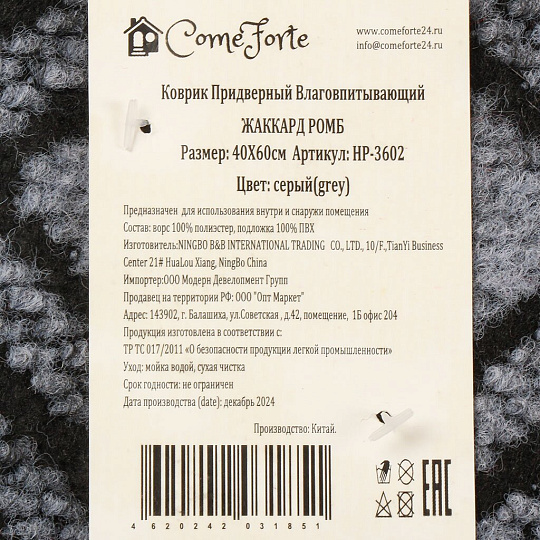 ComeForte
www.comeforte24.ru
info@comeforte24.ru
Коврик Придверный Влаговпитывающий
ЖАККАРД РОМБ
Размер: 40X60см Артикул: HP-3602
Цвет: серый(grey)
Предназначен для использования внутри и снаружи помещения
Состав: ворс 100% полиэстер, подложка 100% ПВХ
Изготовитель:NINGBO B&B INTERNATIONAL TRADING CO., LTD., 10/F.,TianYi Business
Center 21# HuaLou Xiang, NingBo China
Импортер:ООО Модерн Девелопмент Групп
Продавец на территории РФ: ООО "Опт Маркет"
Адрес: 143902, г. Балашиха, ул.Советская , д.42, помещение, 1Б офис 204
Продукция изготовлена в соответствии с:
ТР ТС 017/2011 «О безопасности продукции легкой промышленности»
Уход: мойка водой, сухая чистка
Срок годности: не ограничен
Дата производства (date): декабрь 2024
Производство: Китай.
4 620242 031851
EAC